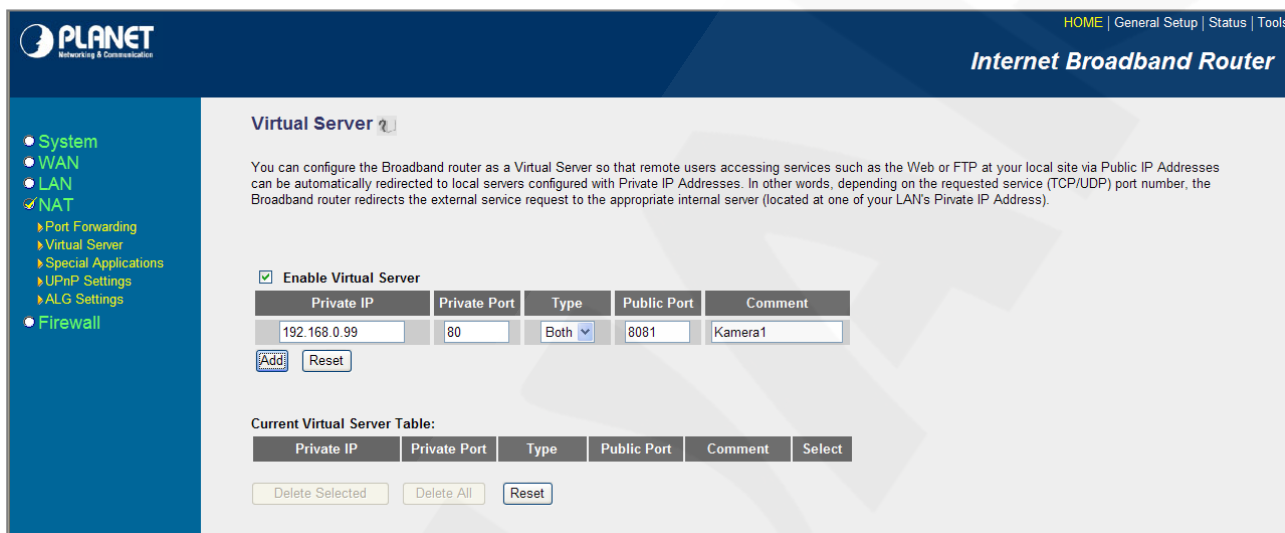 PLANET
Networking & Communication
HOME | General Setup | Status | Tools
Internet Broadband Router
System
WAN
LAN
NAT
Port Forwarding
Virtual Server
Special Applications
UPnP Settings
ALG Settings
Firewall
Virtual Server
You can configure the Broadband router as a Virtual Server so that remote users accessing services such as the Web or FTP at your local site via Public IP Addresses
can be automatically redirected to local servers configured with Private IP Addresses. In other words, depending on the requested service (TCP/UDP) port number, the
Broadband router redirects the external service request to the appropriate internal server (located at one of your LAN's Pivate IP Address).
Enable Virtual Server
Private IP Private Port Type Public Port Comment
192.168.0.99 80 Both 8081 Kamera1
Add Reset
Current Virtual Server Table:
Private IP Private Port Type Public Port Comment Select
Delete Selected Delete All Reset